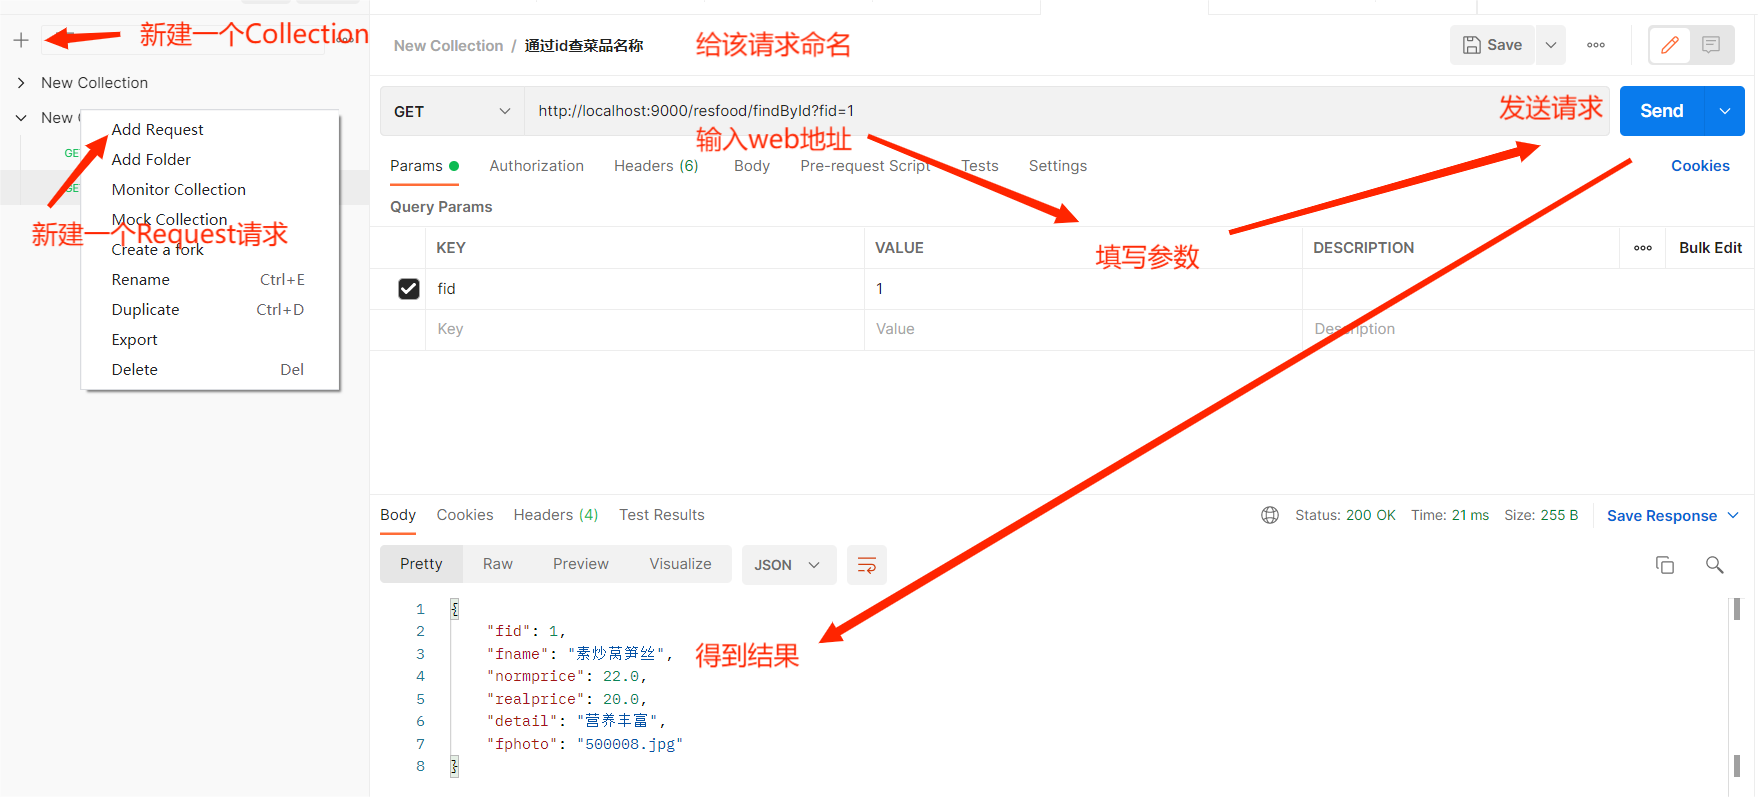 新建一个Collection
New Collection / 通过id查菜品名称
给该请求命名
Save
New Collection
New
GET
http://localhost:9000/resfood/findById?fid=1
发送请求
Send
输入web地址
Add Request
Add Folder
Monitor Collection
Mock Collection
Create a fork
Rename Ctrl+E
Duplicate Ctrl+D
Export
Delete Del
GE
GE
新建一个Request请求
Params Authorization Headers (6) Body Pre-request Script Tests Settings Cookies
Query Params
KEY VALUE DESCRIPTION Bulk Edit
填写参数
fid 1
Key Value Description
Body Cookies Headers (4) Test Results Status: 200 OK Time: 21 ms Size: 255 B Save Response
Pretty Raw Preview Visualize JSON
1 {
2 "fid": 1,
3 "fname": "素炒莴笋丝",
4 "normprice": 22.0,
5 "realprice": 20.0,
6 "detail": "营养丰富",
7 "fphoto": "500008.jpg"
8 }
得到结果